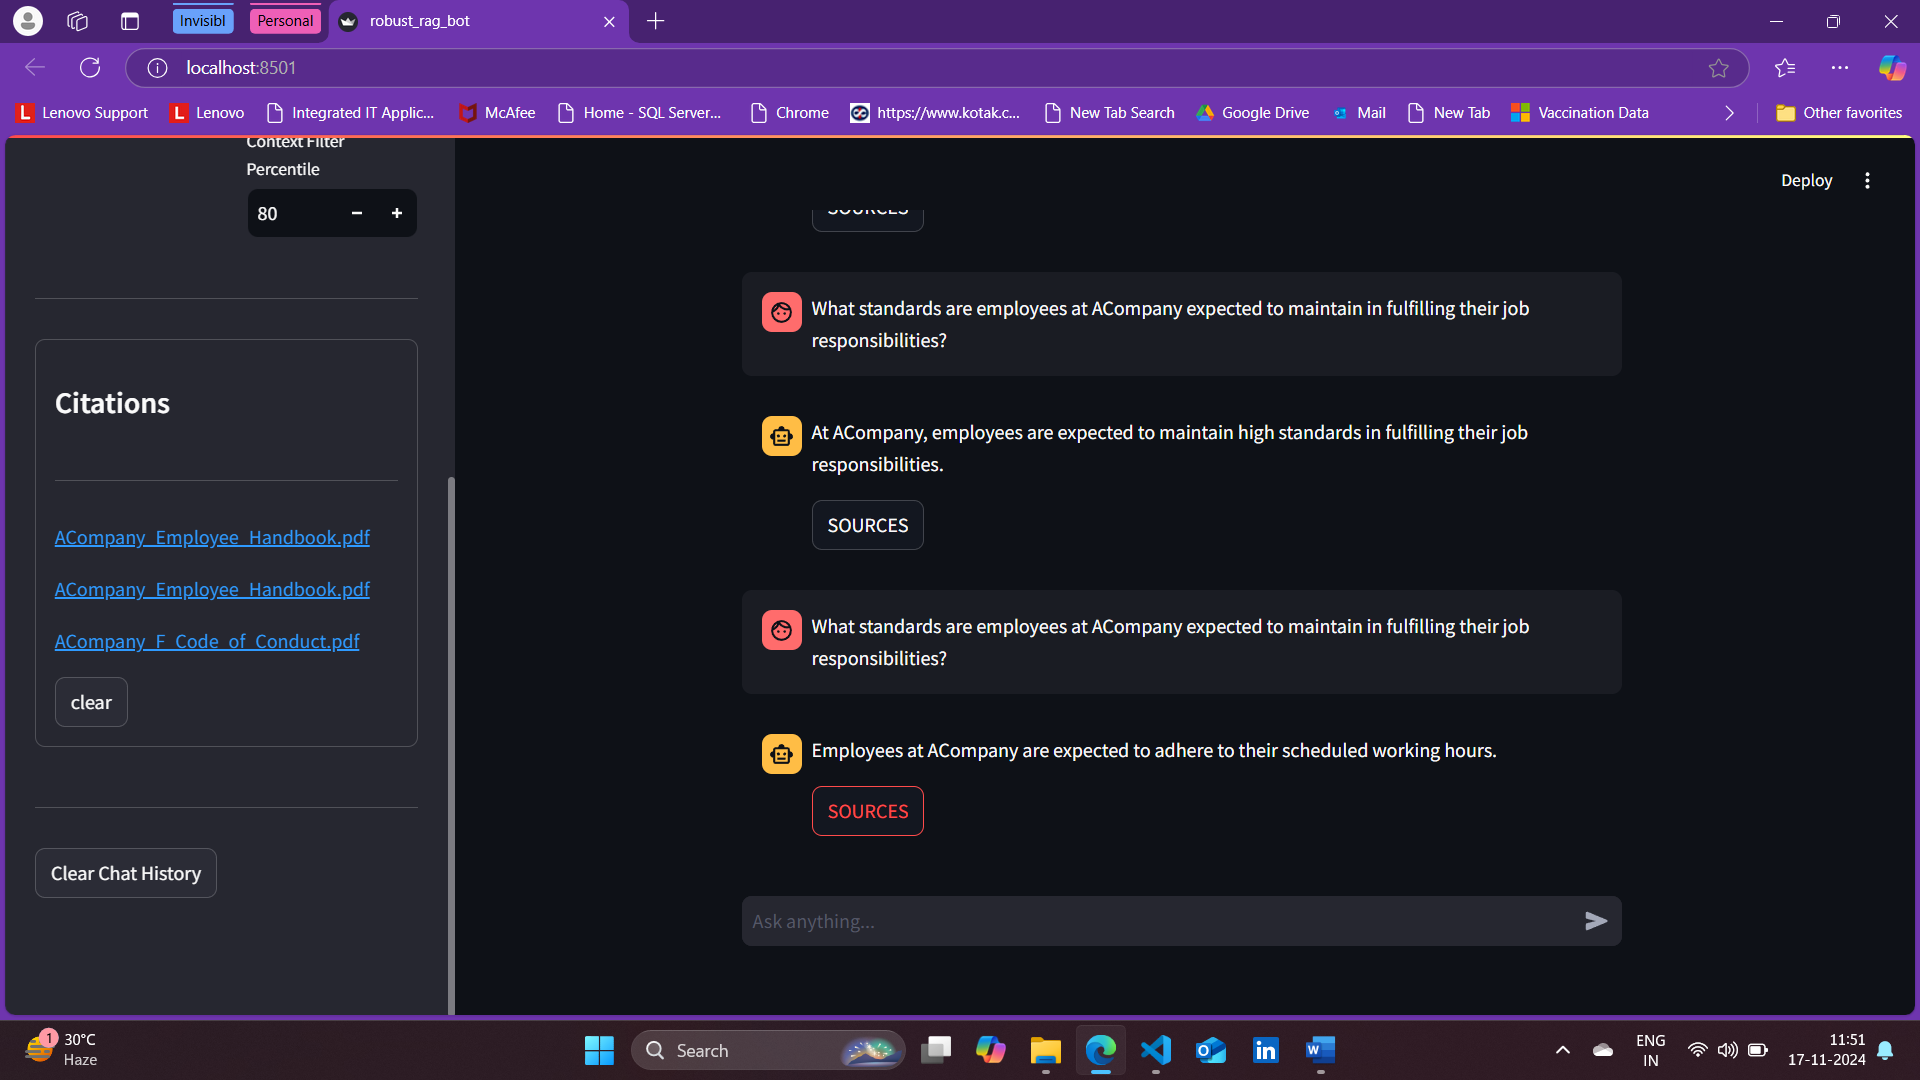 Invisibl
Personal
robust_rag_bot
localhost:8501
Lenovo Support
Lenovo
Integrated IT Applic...
McAfee
Home - SQL Server...
Chrome
https://www.kotak.c...
New Tab Search
Google Drive
Mail
New Tab
Vaccination Data
Other favorites
Context Filter
Percentile
80
Citations
ACompany_Employee_Handbook.pdf
ACompany_Employee_Handbook.pdf
ACompany_F_Code_of_Conduct.pdf
clear
Clear Chat History
Deploy
SOURCES
What standards are employees at ACompany expected to maintain in fulfilling their job
responsibilities?
At ACompany, employees are expected to maintain high standards in fulfilling their job
responsibilities.
SOURCES
What standards are employees at ACompany expected to maintain in fulfilling their job
responsibilities?
Employees at ACompany are expected to adhere to their scheduled working hours.
SOURCES
Ask anything...
1
30°C
Haze
Search
ENG
IN
11:51
17-11-2024